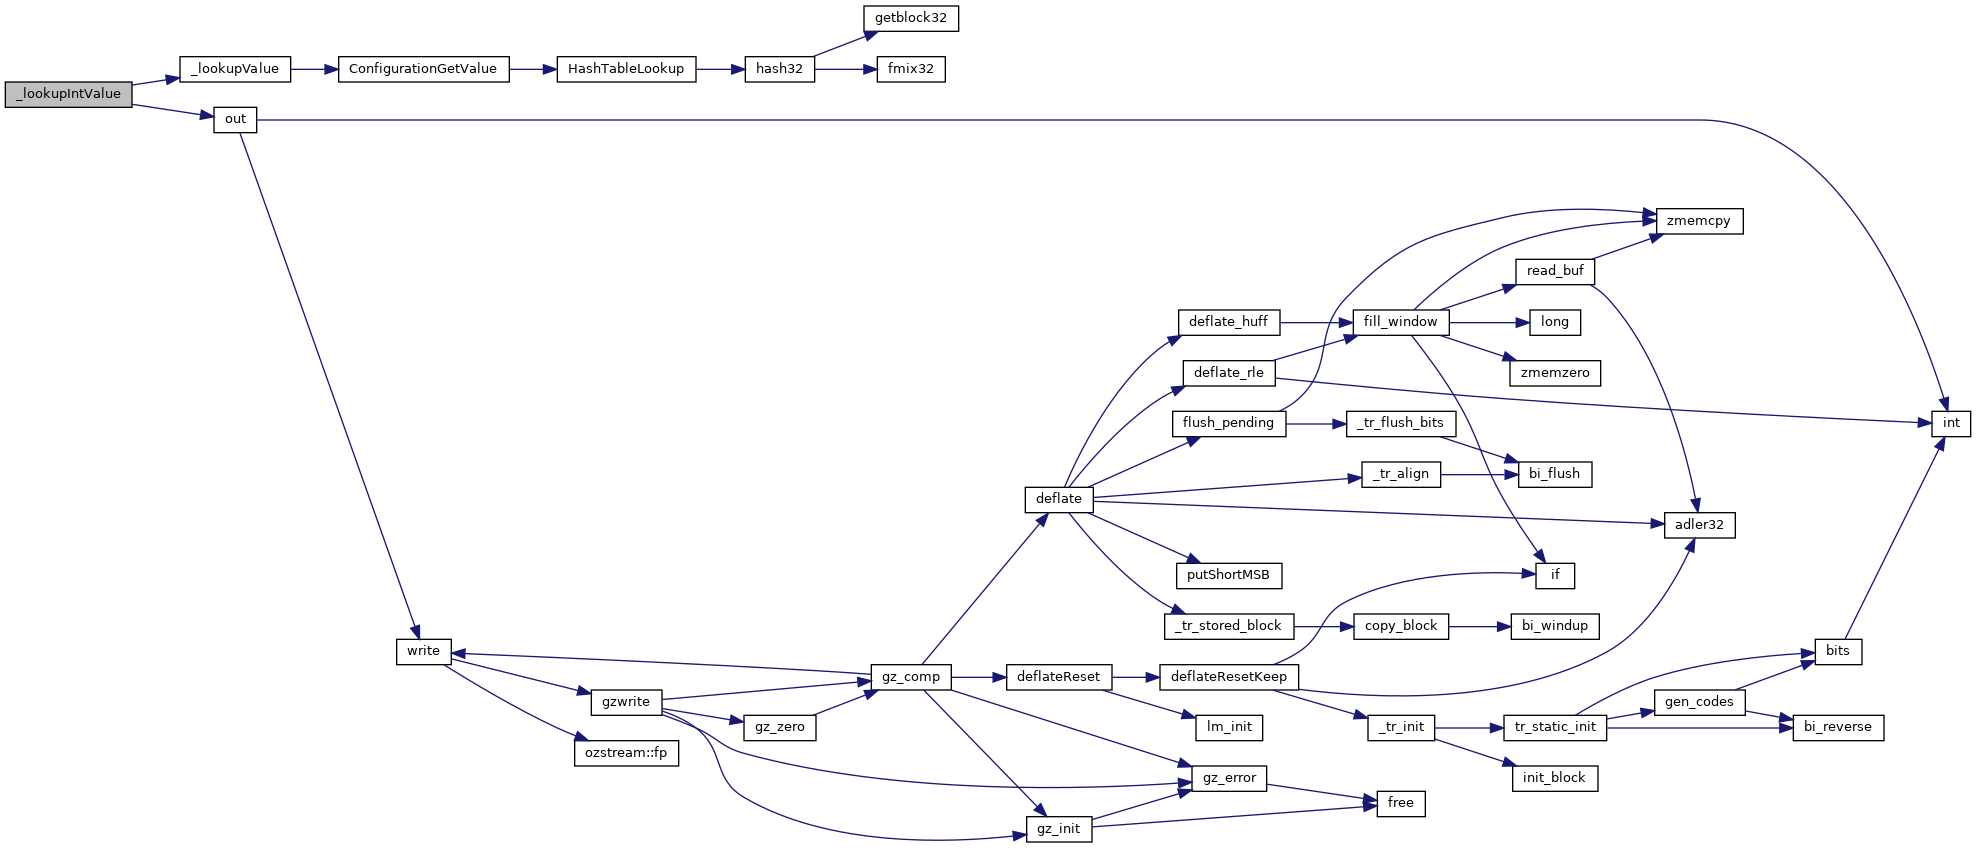 getblock32
_lookupValue
ConfigurationGetValue
HashTableLookup
hash32
fmix32
_lookupIntValue
out
zmemcpy
read_buf
deflate_huff
fill_window
long
deflate_rle
zmemzero
flush_pending
_tr_flush_bits
int
_tr_align
bi_flush
deflate
adler32
putShortMSB
if
_tr_stored_block
copy_block
bi_windup
write
bits
gz_comp
deflateReset
deflateResetKeep
gzwrite
gen_codes
gz_zero
lm_init
_tr_init
tr_static_init
bi_reverse
ozstream::fp
gz_error
init_block
free
gz_init